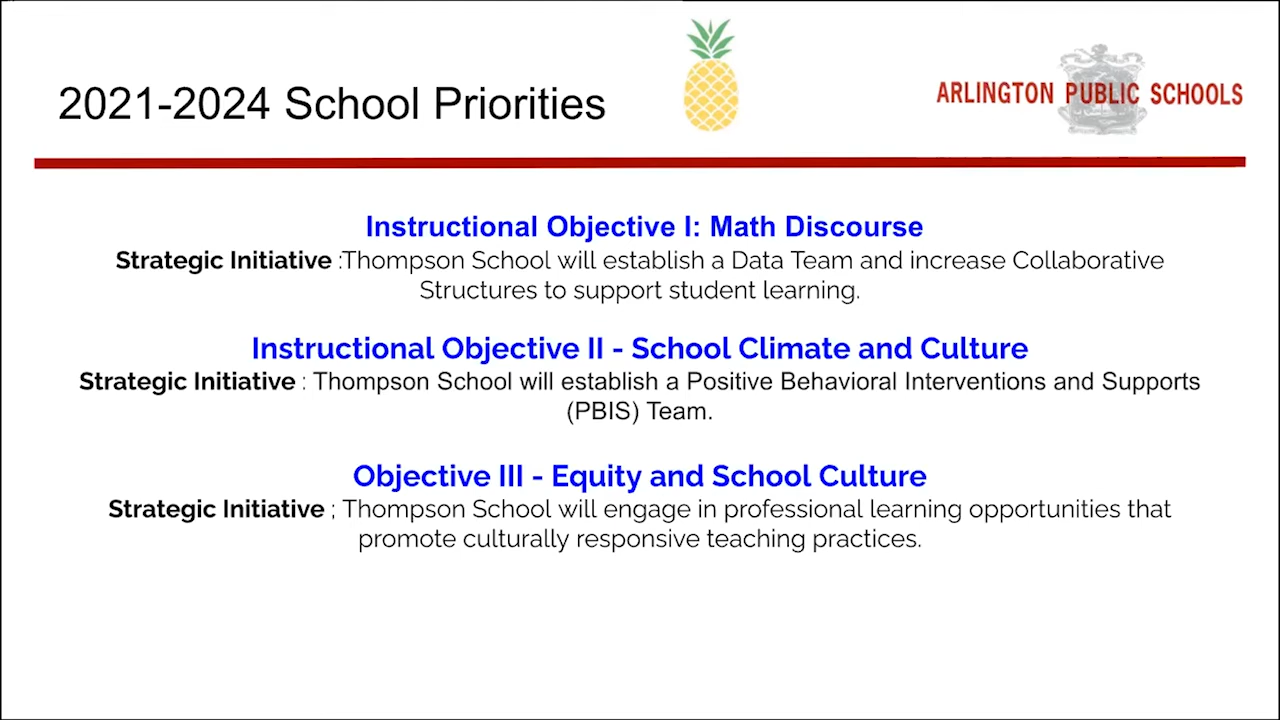 2021-2024 School Priorities
ARLINGTON PUBLIC SCHOOLS
Instructional Objective I: Math Discourse
Strategic Initiative :Thompson School will establish a Data Team and increase Collaborative
Structures to support student learning.
Instructional Objective II - School Climate and Culture
Strategic Initiative : Thompson School will establish a Positive Behavioral Interventions and Supports
(PBIS) Team.
Objective III - Equity and School Culture
Strategic Initiative ; Thompson School will engage in professional learning opportunities that
promote culturally responsive teaching practices.